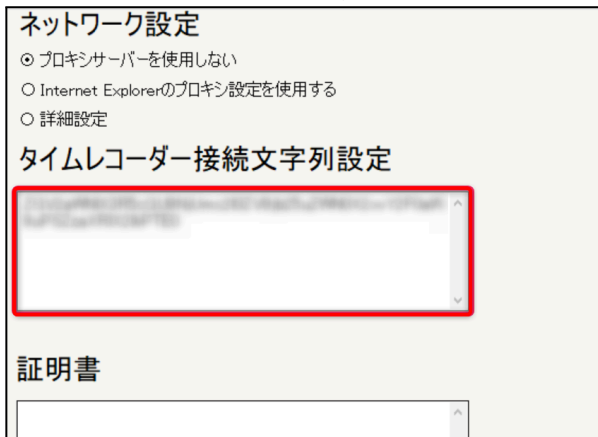 ネットワーク設定
プロキシサーバーを使用しない
Internet Explorerのプロキシ設定を使用する
詳細設定
タイムレコーダー接続文字列設定
証明書